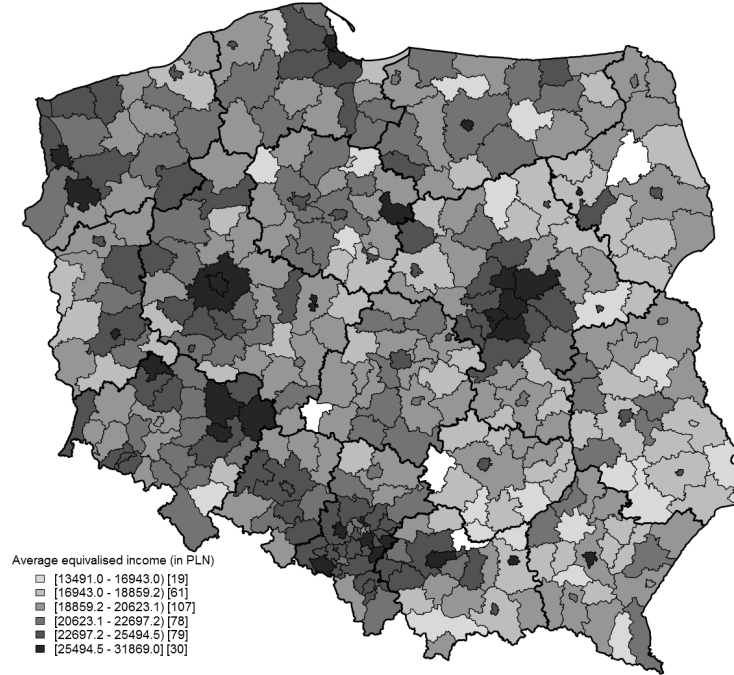 Average equivalised income (in PLN)
[13491.0 - 16943.0) [19]
[16943.0 - 18859.2) [61]
[18859.2 - 20623.1) [107]
[20623.1 - 22697.2) [78]
[22697.2 - 25494.5) [79]
[25494.5 - 31869.0] [30]